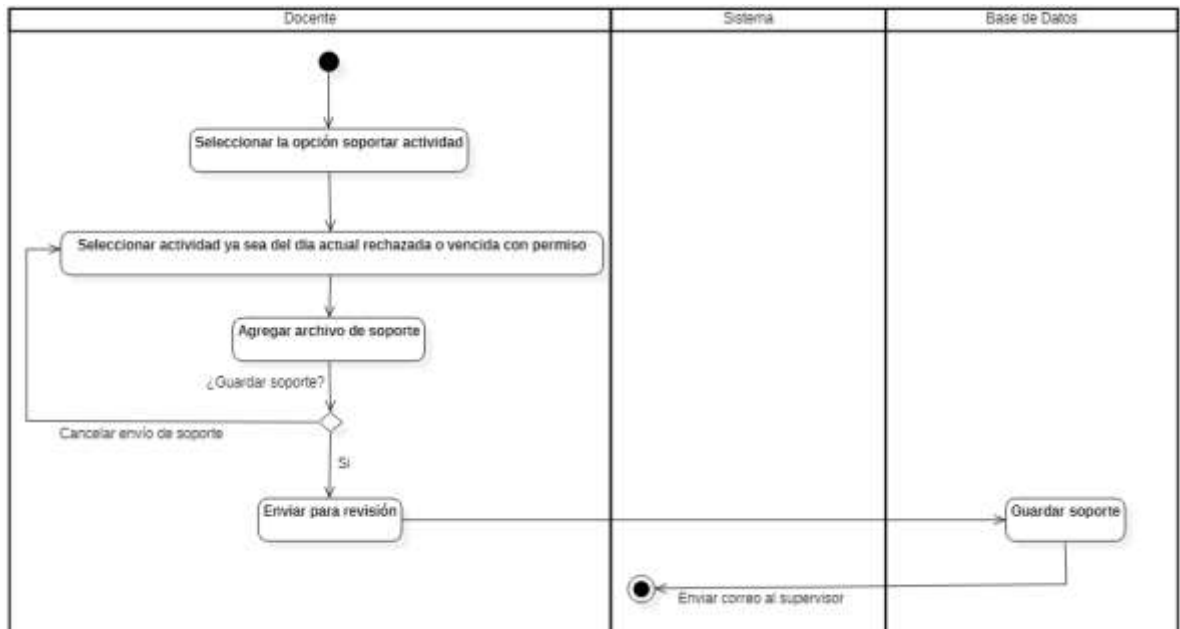 Docente
Sistema
Base de Datos
Seleccionar la opción soportar actividad
Seleccionar actividad ya sea del dia actual rechazada o vencida con permiso
Agregar archivo de soporte
¿Guardar soporte?
Cancelar envío de soporte
Si
Enviar para revisión
Guardar soporte
Enviar correo al supervisor